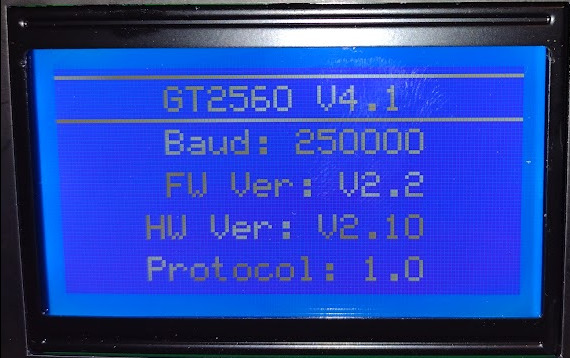 GT2560 V4.1
Baud: 250000
FW Ver: V2.2
HW Ver: V2.10
Protocol: 1.0